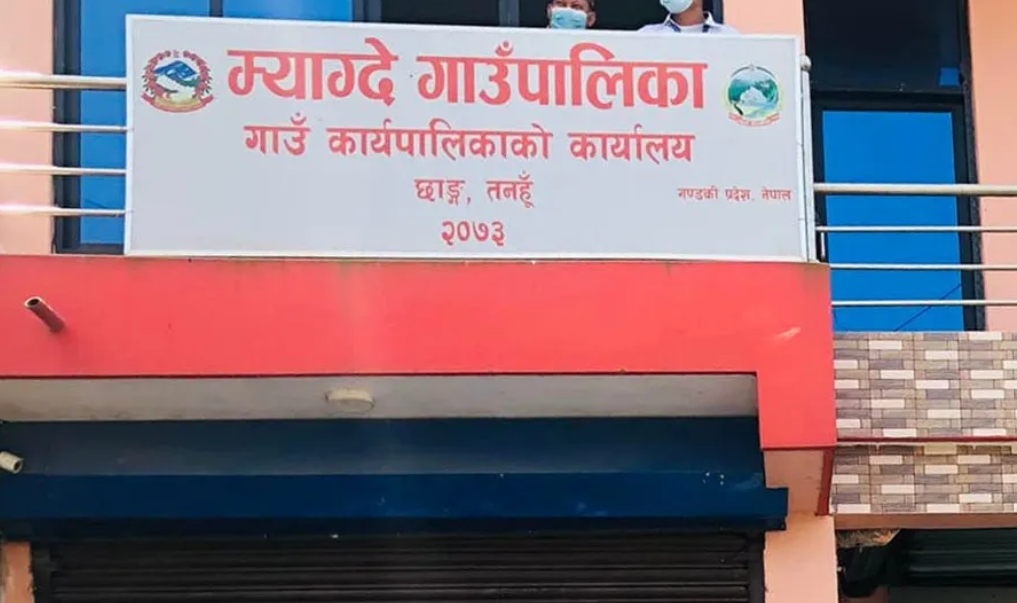 म्याग्दे गाउँपालिका
गाउँ कार्यपालिकाको कार्यालय
छाङ्ग, तनहूँ
गण्डकी प्रदेश, नेपाल
२०७३